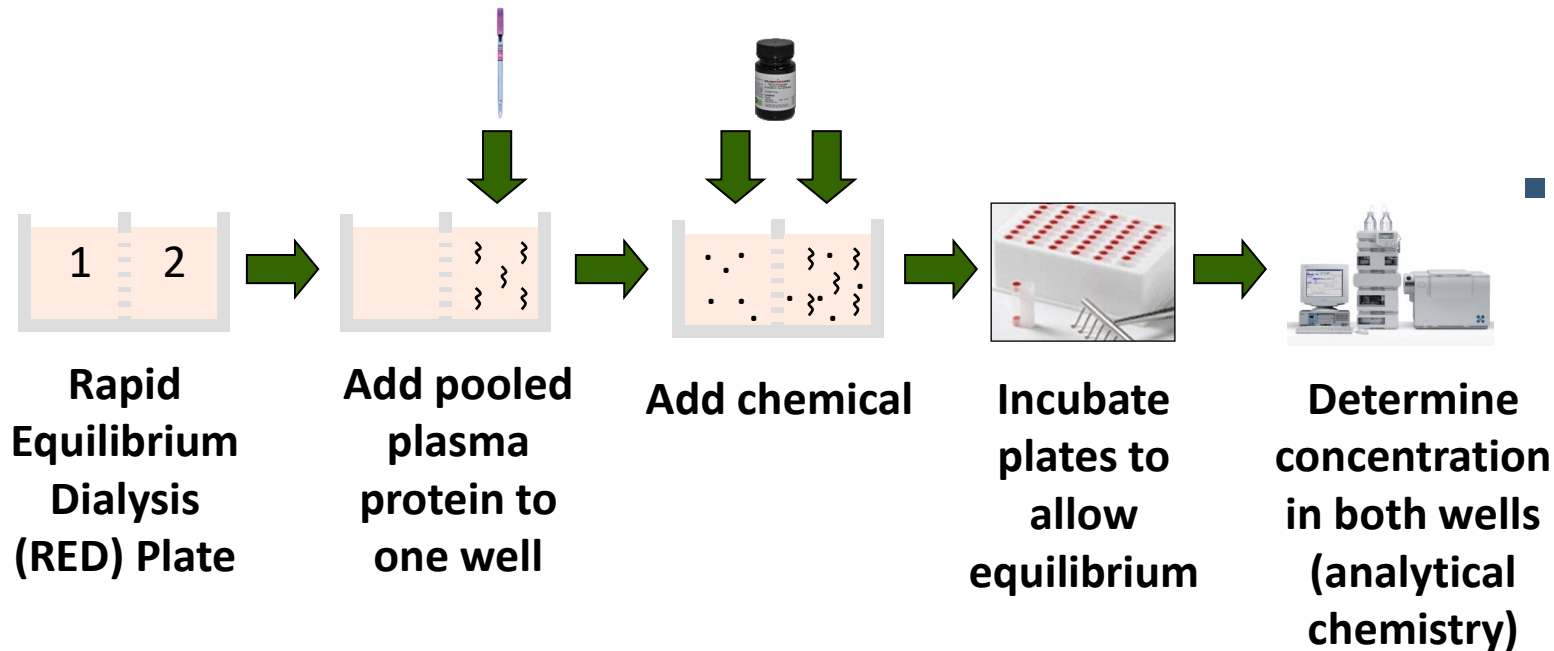 1
2
Rapid
Equilibrium
Dialysis
(RED) Plate
Add pooled
plasma
protein to
one well
Add chemical
Incubate
plates to
allow
equilibrium
Determine
concentration
in both wells
(analytical
chemistry)